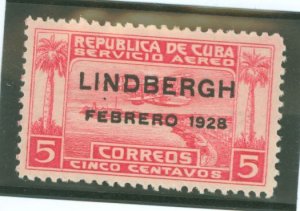 REPUBLICA DE CUBA
SERVICIO AEREO
LINDBERGH
FEBRERO 1928
CORREOS
5 5
CINCO CENTAVOS